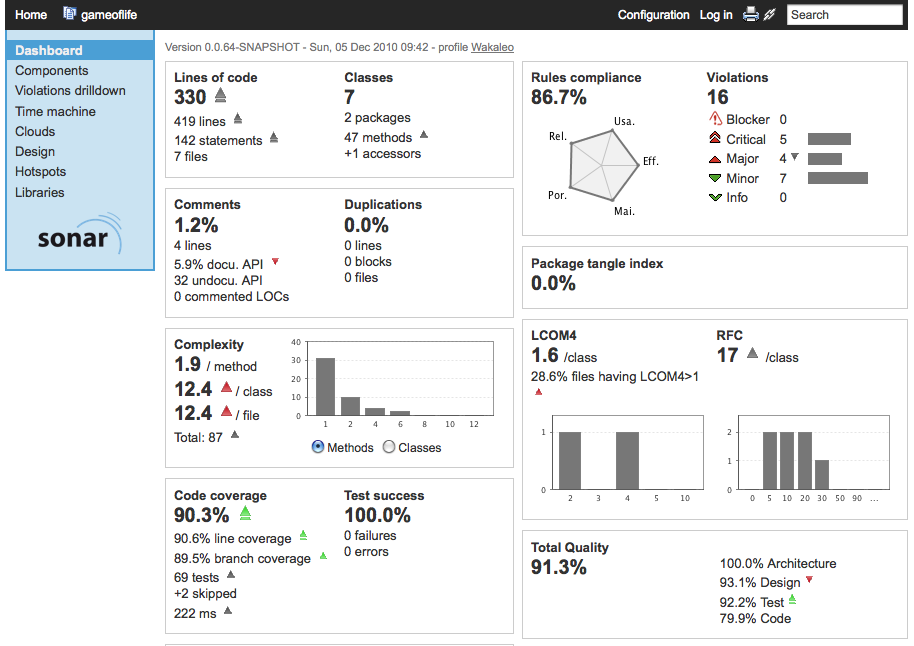 Home gameoflife Configuration Log in Search
Dashboard
Components
Violations drilldown
Time machine
Clouds
Design
Hotspots
Libraries
sonar
Version 0.0.64-SNAPSHOT - Sun, 05 Dec 2010 09:42 - profile Wakaleo
Lines of code
330
419 lines
142 statements
7 files
Classes
7
2 packages
47 methods
+1 accessors
Comments
1.2%
4 lines
5.9% docu. API
32 undocu. API
0 commented LOCs
Duplications
0.0%
0 lines
0 blocks
0 files
Complexity
1.9 / method
12.4 / class
12.4 / file
Total: 87
40
30
20
10
0
1 2 4 6 8 10 12
Methods Classes
Code coverage
90.3%
90.6% line coverage
89.5% branch coverage
69 tests
+2 skipped
222 ms
Test success
100.0%
0 failures
0 errors
Rules compliance
86.7%
Usa.
Rel.
Eff.
Por.
Mai.
Violations
16
Blocker 0
Critical 5
Major 4
Minor 7
Info 0
Package tangle index
0.0%
LCOM4
1.6 /class
28.6% files having LCOM4>1
1
0
2 3 4 5 10
RFC
17 /class
2
1
0
0 5 10 20 30 50 90 ...
Total Quality
91.3%
100.0% Architecture
93.1% Design
92.2% Test
79.9% Code